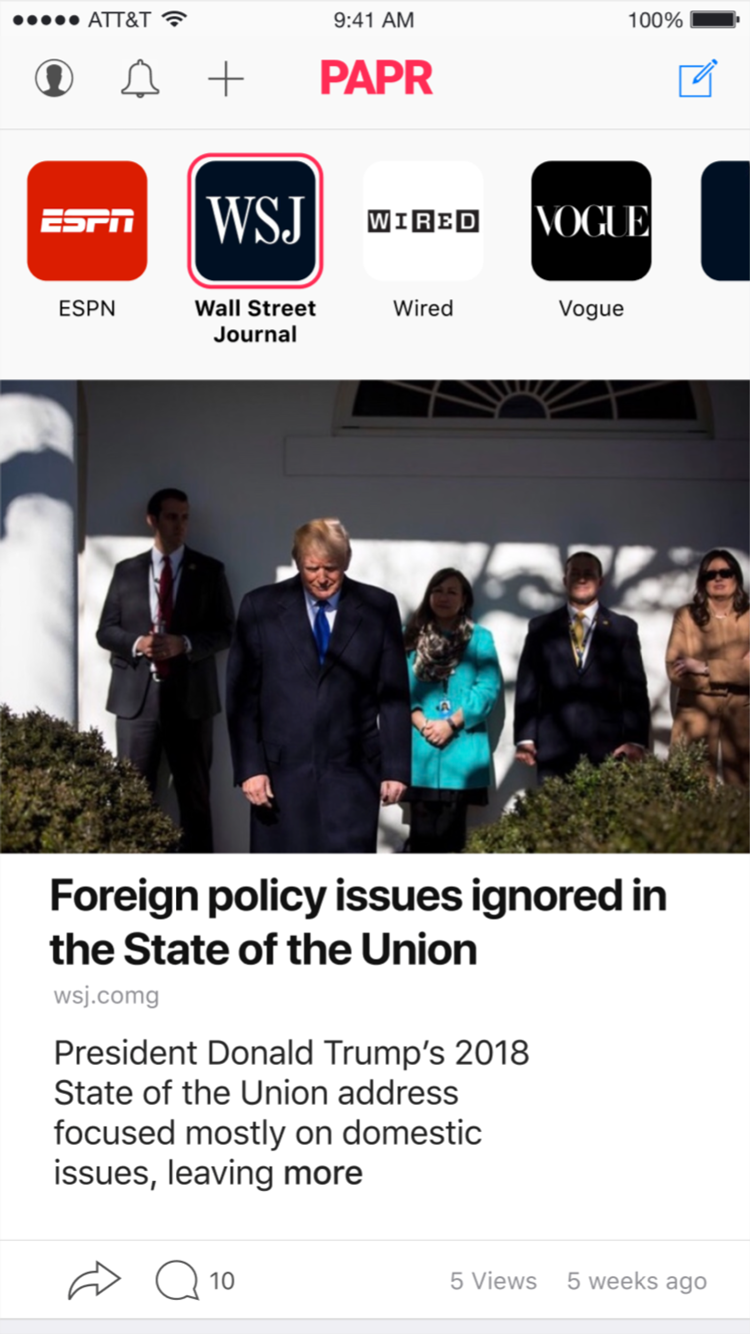 ATT&T 9:41 AM 100%
PAPR
ESPN WSJ WIRED VOGUE
ESPN Wall Street Wired Vogue
Journal
Foreign policy issues ignored in
the State of the Union
wsj.comg
President Donald Trump’s 2018
State of the Union address
focused mostly on domestic
issues, leaving more
10 5 Views 5 weeks ago